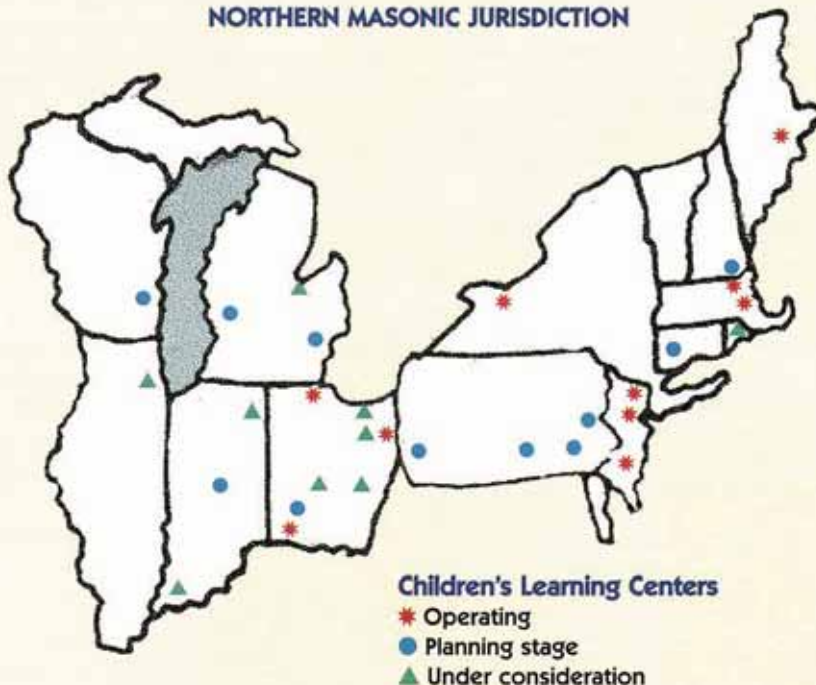 NORTHERN MASONIC JURISDICTION
Children's Learning Centers
Operating
Planning stage
Under consideration